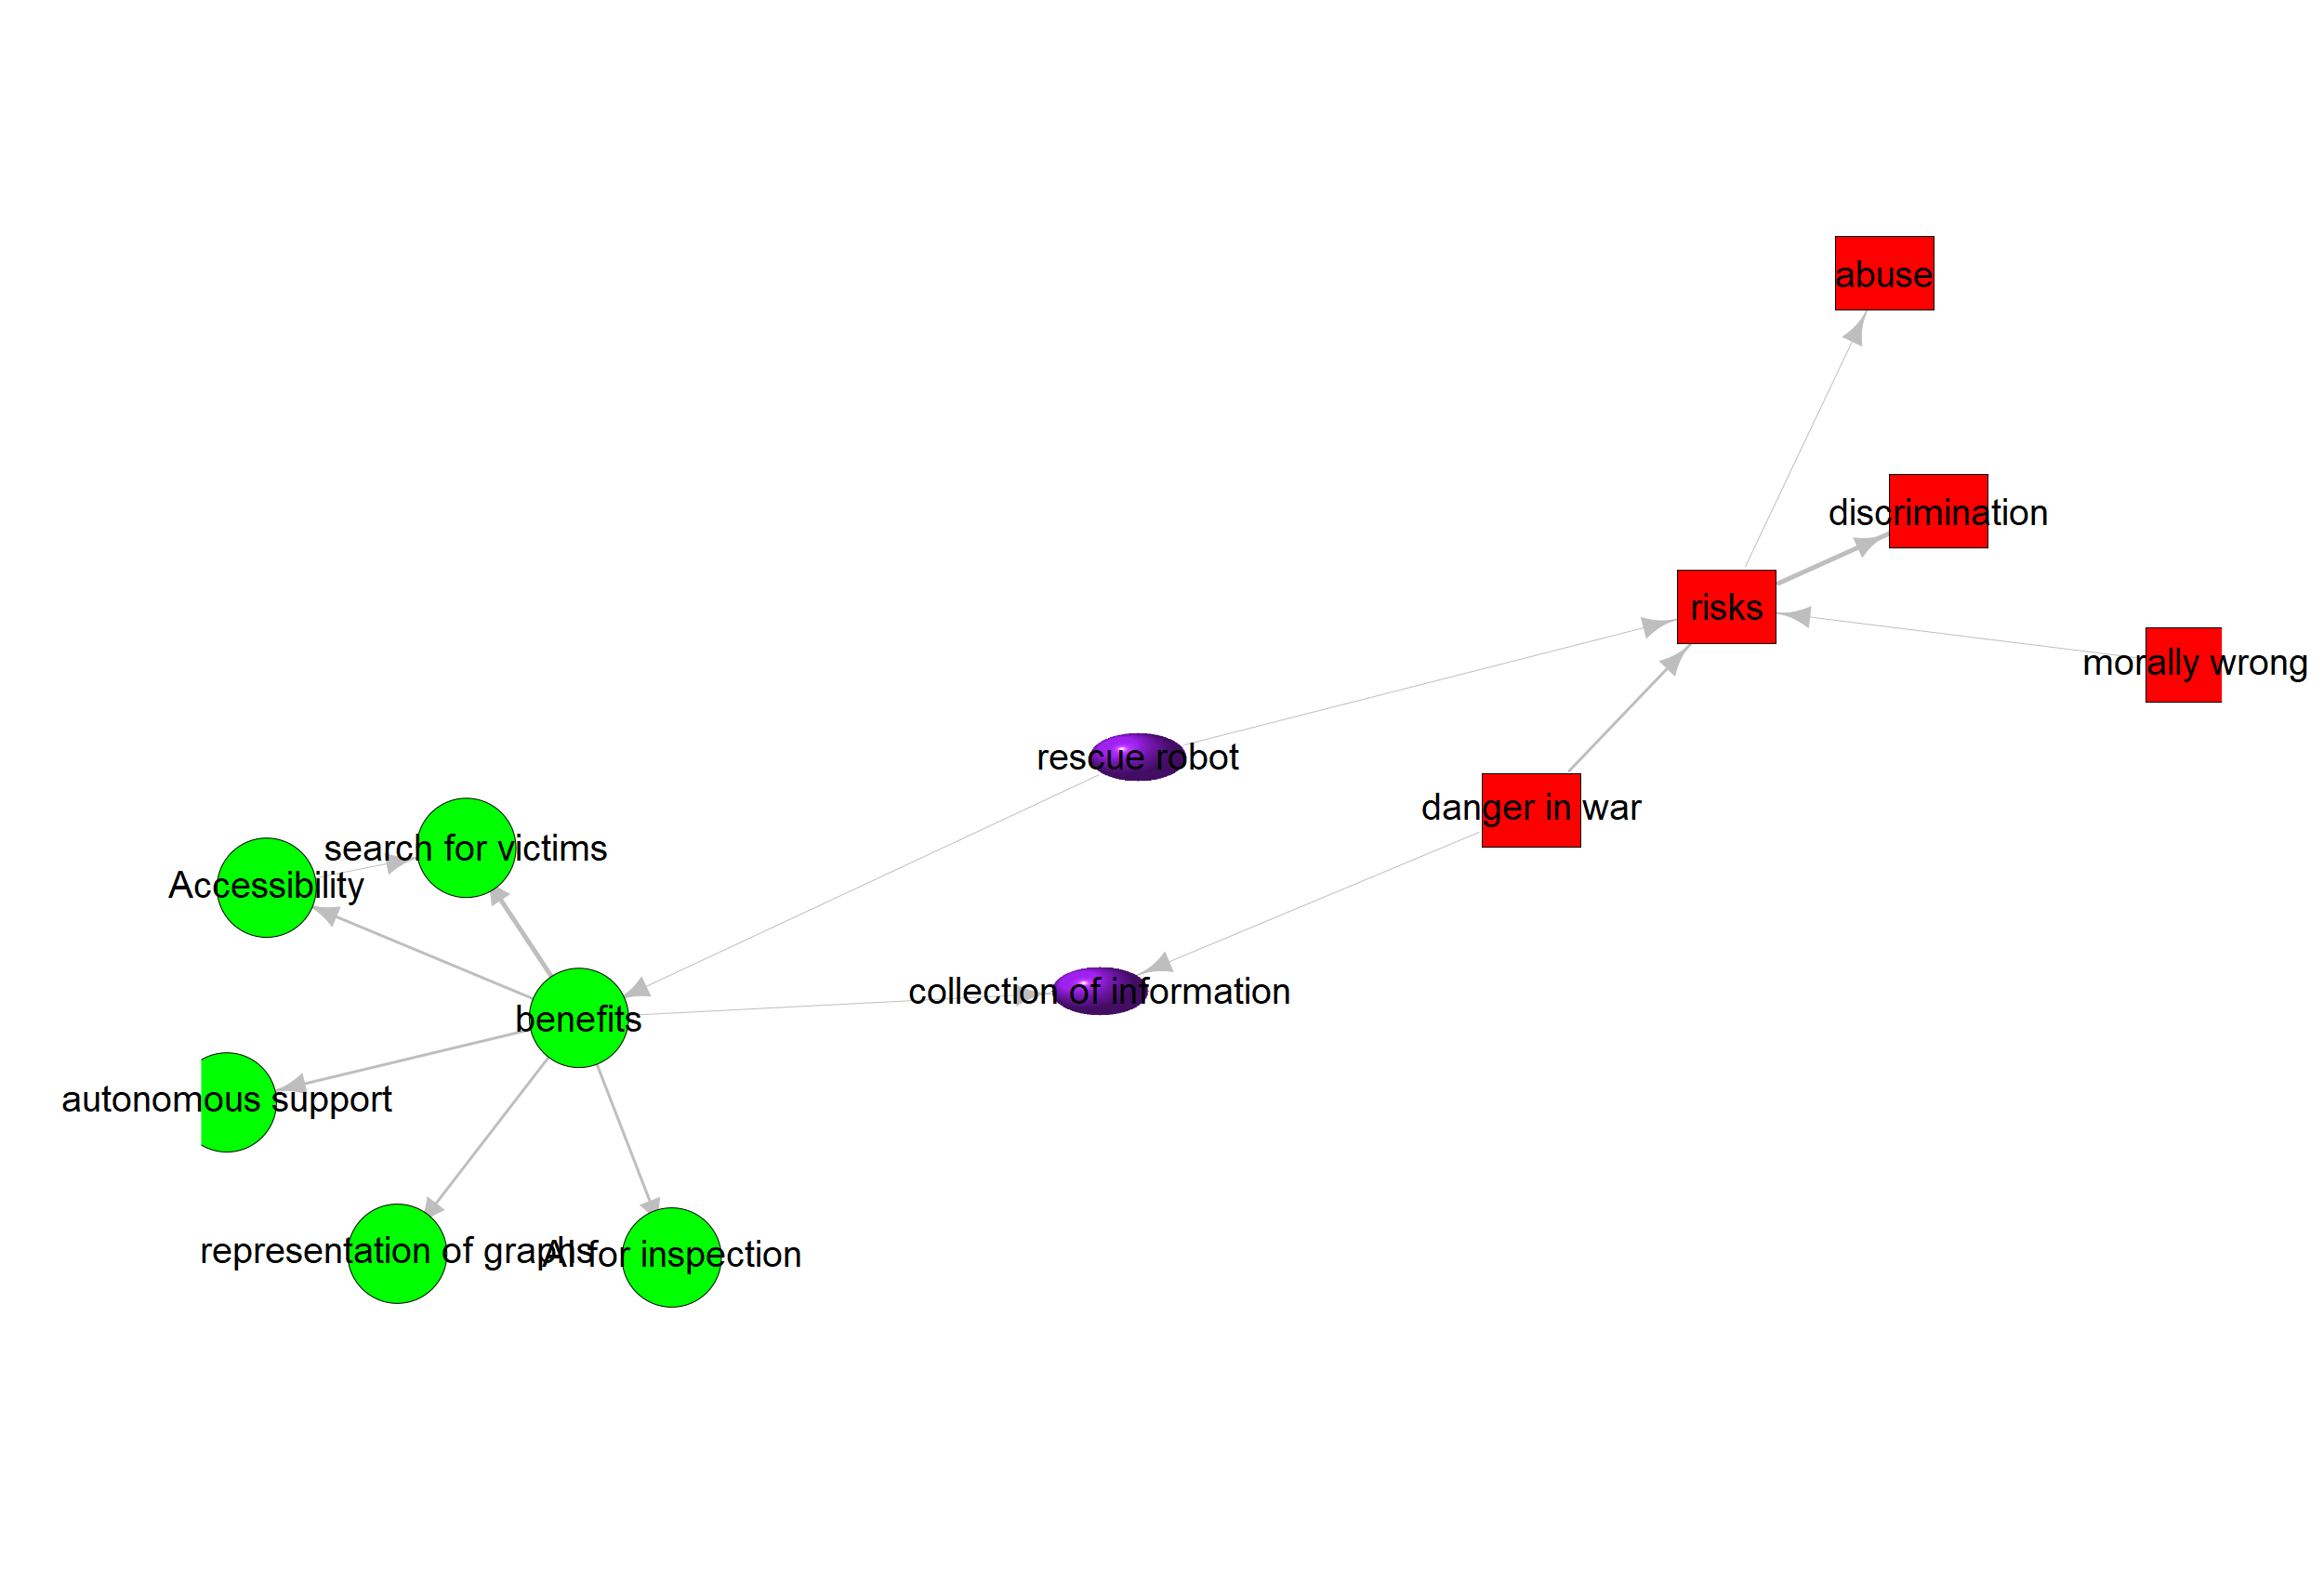 abuse
discrimination
risks
morally wrong
rescue robot
danger in war
search for victims
Accessibility
collection of information
benefits
autonomous support
representation of graphs
AI for inspection